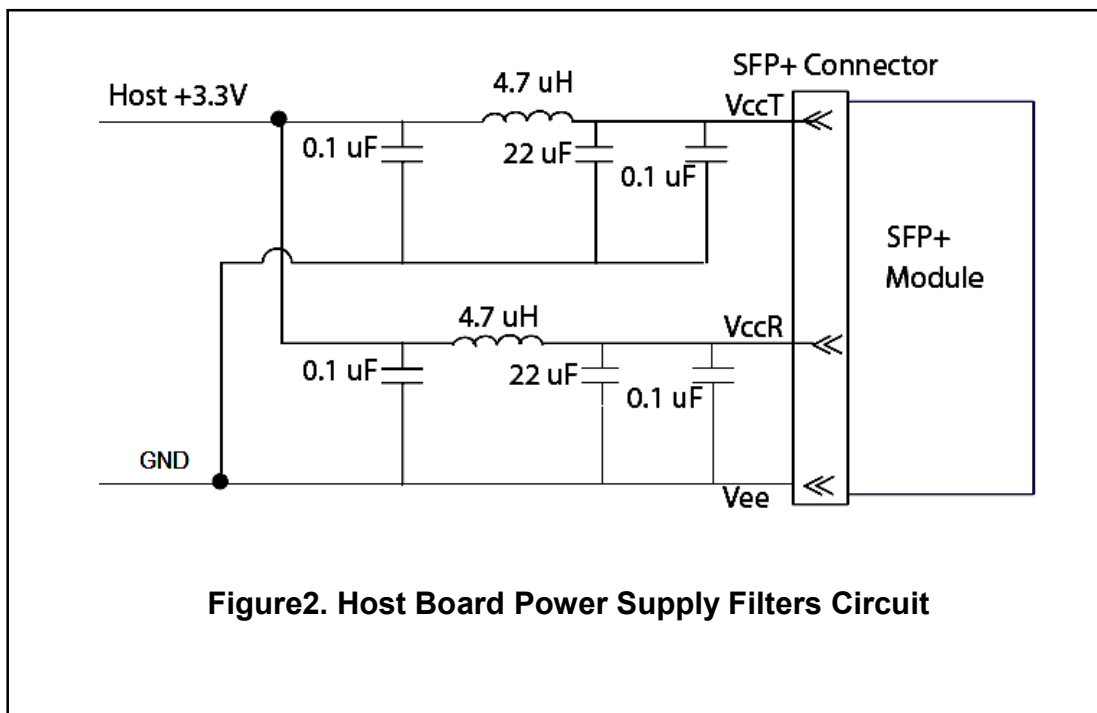 SFP+ Connector
4.7 uH
Host +3.3V
VccT
0.1 uF
22 uF
0.1 uF
SFP+
Module
4.7 uH
VccR
0.1 uF
22 uF
0.1 uF
GND
Vee
Figure2. Host Board Power Supply Filters Circuit